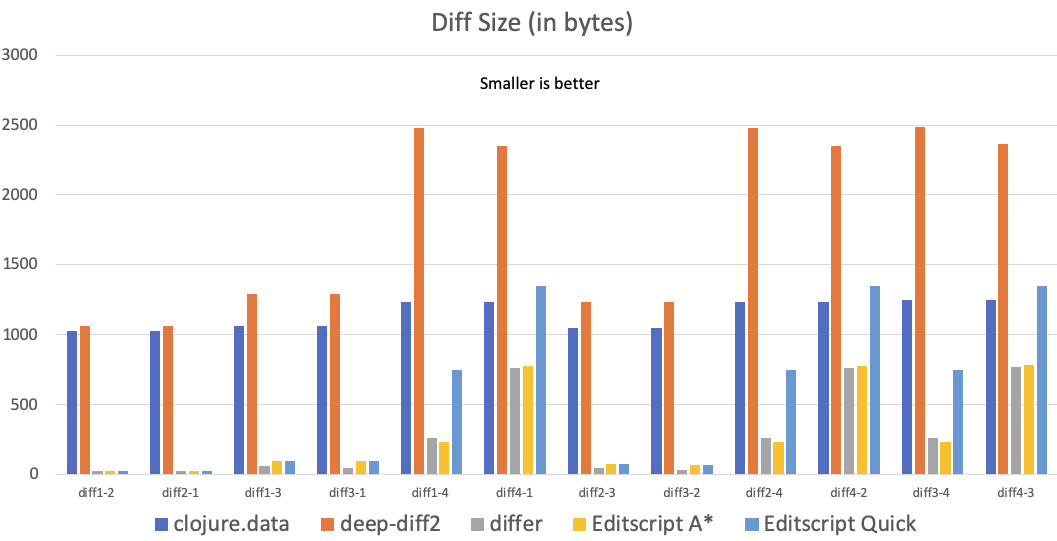 Diff Size (in bytes)
3000
Smaller is better
2500
2000
1500
1000
500
0
diff1-2 diff2-1 diff1-3 diff3-1 diff1-4 diff4-1 diff2-3 diff3-2 diff2-4 diff4-2 diff3-4 diff4-3
clojure.data deep-diff2 differ Editscript A* Editscript Quick